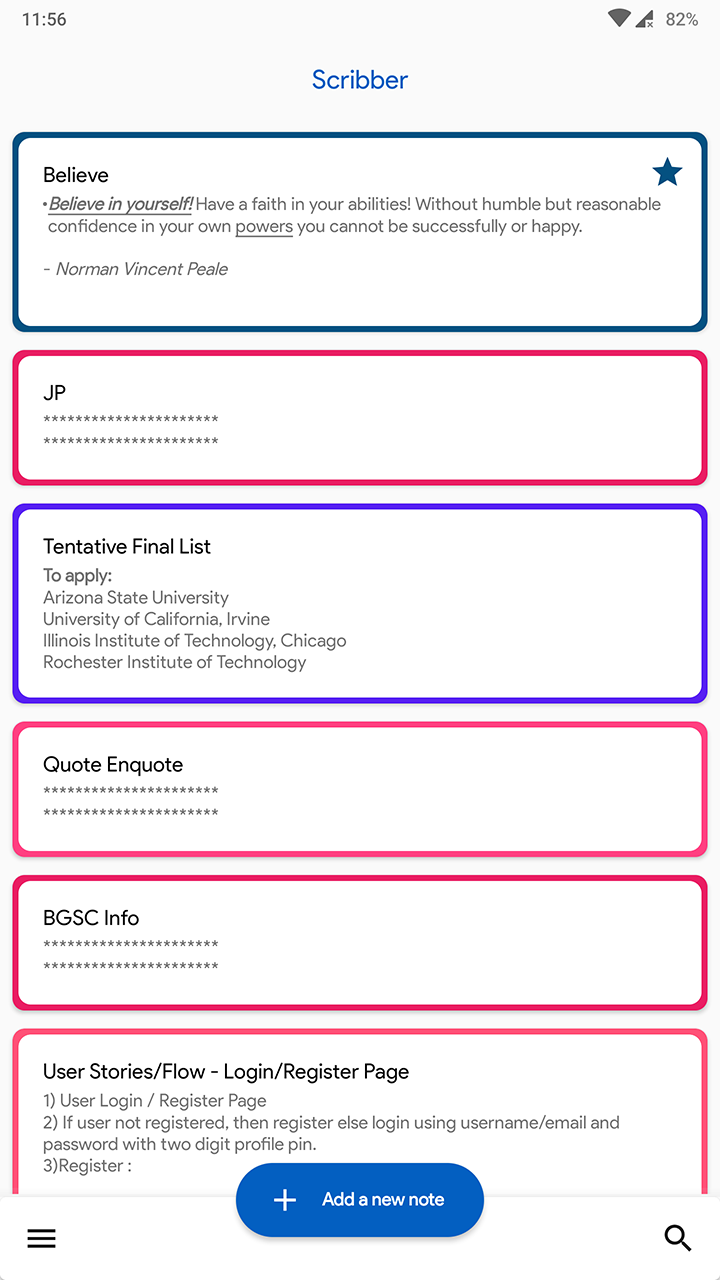 11:56
82%
Scribber
Believe
•Believe in yourself! Have a faith in your abilities! Without humble but reasonable
confidence in your own powers you cannot be successfully or happy.
- Norman Vincent Peale
JP
**********************
**********************
Tentative Final List
To apply:
Arizona State University
University of California, Irvine
Illinois Institute of Technology, Chicago
Rochester Institute of Technology
Quote Enquote
**********************
**********************
BGSC Info
**********************
**********************
User Stories/Flow - Login/Register Page
1) User Login / Register Page
2) If user not registered, then register else login using username/email and
password with two digit profile pin.
3)Register :
Add a new note